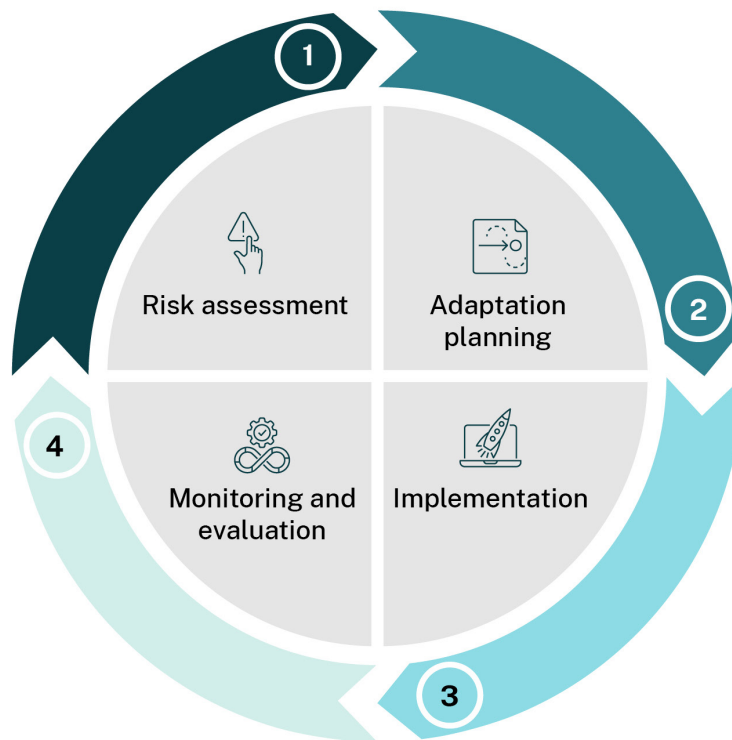 1
Risk assessment
2
Adaptation
planning
3
Implementation
4
Monitoring and
evaluation